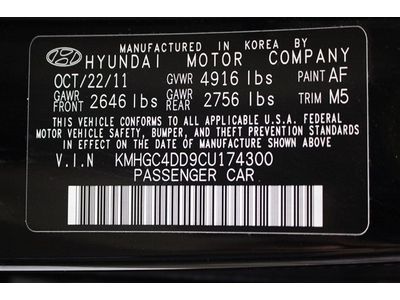 MANUFACTURED IN KOREA BY
HYUNDAI MOTOR COMPANY
OCT/22/11 GVWR 4916 lbs PAINT AF
GAWR FRONT 2646 lbs GAWR REAR 2756 lbs TRIM M5
THIS VEHICLE CONFORMS TO ALL APPLICABLE U.S.A. FEDERAL
MOTOR VEHICLE SAFETY, BUMPER, AND THEFT PREVENTION
STANDARDS IN EFFECT ON THE DATE OF MANUFACTURE
SHOWN ABOVE.
V.I.N KMHGC4DD9CU174300
PASSENGER CAR